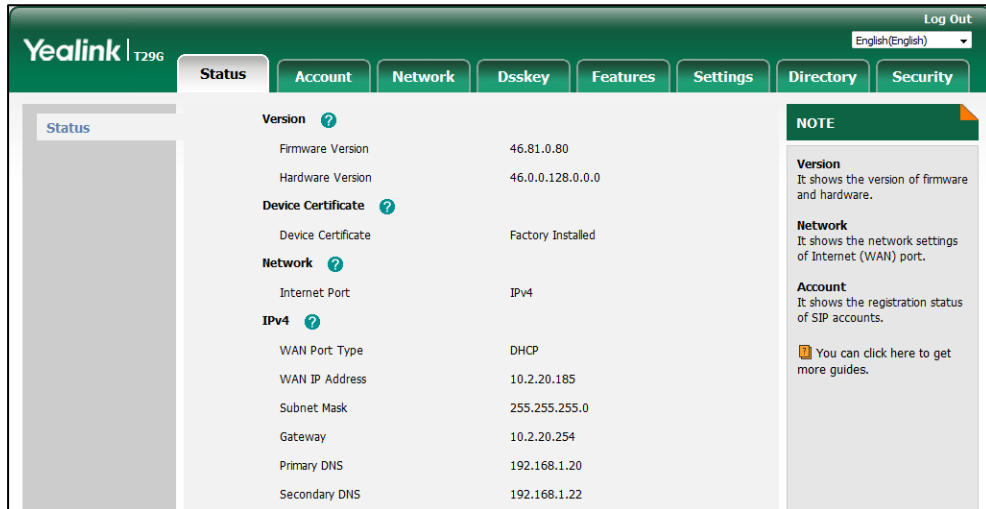 Log Out
Yealink T29G
English(English)
Status Account Network Dsskey Features Settings Directory Security
Status
Version ?
Firmware Version 46.81.0.80
Hardware Version 46.0.0.128.0.0.0
Device Certificate ?
Device Certificate Factory Installed
Network ?
Internet Port IPv4
IPv4 ?
WAN Port Type DHCP
WAN IP Address 10.2.20.185
Subnet Mask 255.255.255.0
Gateway 10.2.20.254
Primary DNS 192.168.1.20
Secondary DNS 192.168.1.22
NOTE
Version
It shows the version of firmware
and hardware.
Network
It shows the network settings
of Internet (WAN) port.
Account
It shows the registration status
of SIP accounts.
? You can click here to get
more guides.